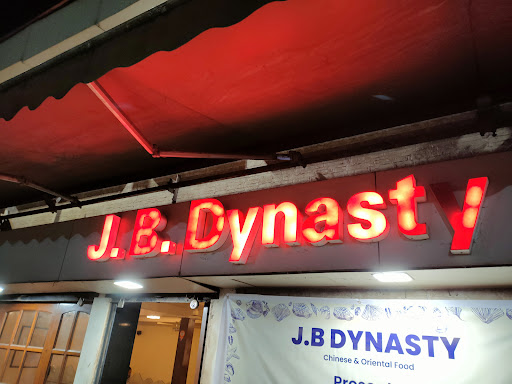 J.B. Dynasty
J.B DYNASTY
Chinese & Oriental Food